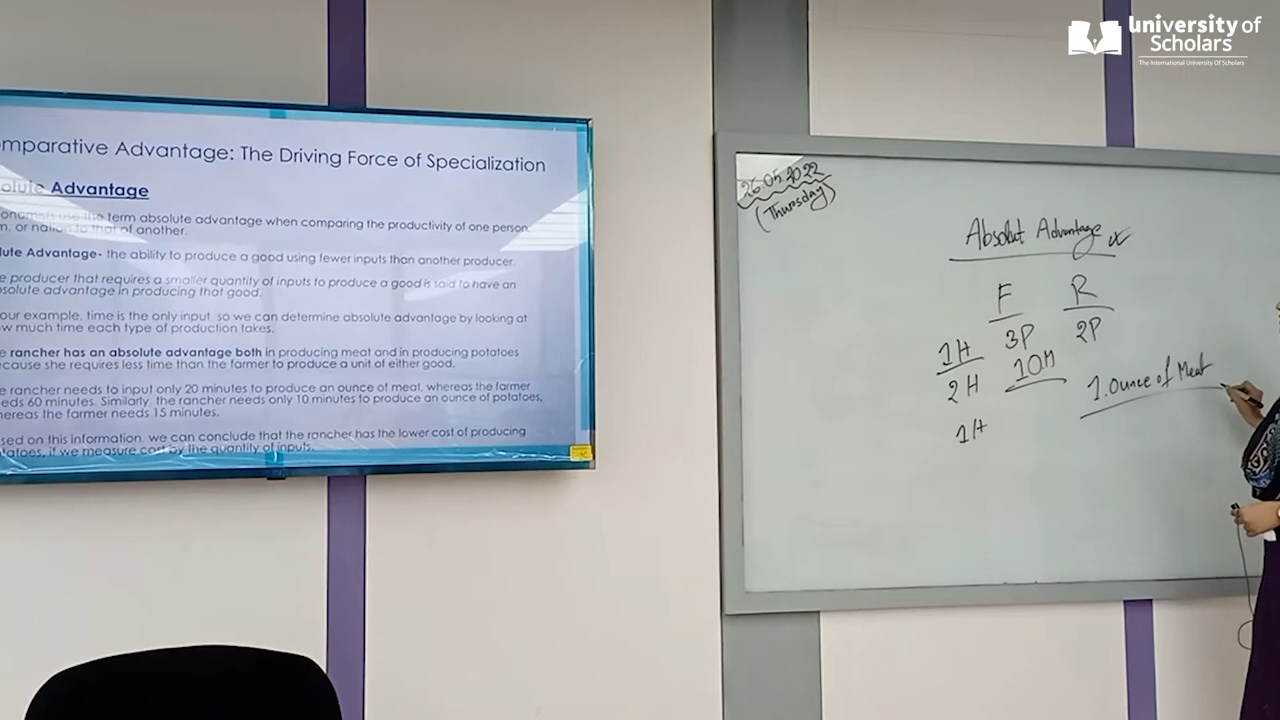 University of
Scholars
The International University Of Scholars
omparative Advantage: The Driving Force of Specialization
olute Advantage
onomists use the term absolute advantage when comparing the productivity of one person,
m, or nation to that of another.
lute Advantage- the ability to produce a good using fewer inputs than another producer.
e producer that requires a smaller quantity of inputs to produce a good is said to have an
solute advantage in producing that good.
our example, time is the only input, so we can determine absolute advantage by looking at
ow much time each type of production takes.
e rancher has an absolute advantage both in producing meat and in producing potatoes
ecause she requires less time than the farmer to produce a unit of either good.
e rancher needs to input only 20 minutes to produce an ounce of meat, whereas the farmer
eds 60 minutes. Similarly, the rancher needs only 10 minutes to produce an ounce of potatoes,
hereas the farmer needs 15 minutes.
sed on this information, we can conclude that the rancher has the lower cost of producing
tatoes, if we measure cost by the quantity of inputs.
26.05.2022
(Thursday)
Absolut Advantage
F R
1H 3P 2P
2H 10M
1H
1. Ounce of Meat